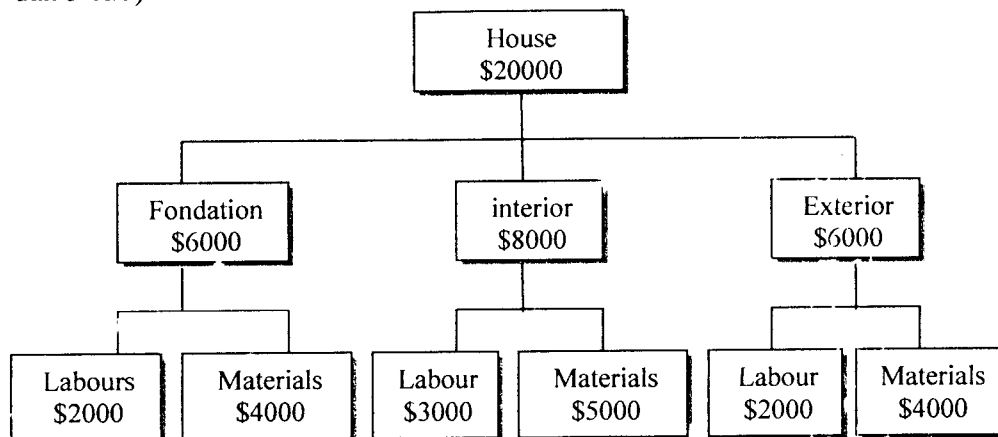 House
$20000
Fondation
$6000
interior
$8000
Exterior
$6000
Labours
$2000
Materials
$4000
Labour
$3000
Materials
$5000
Labour
$2000
Materials
$4000